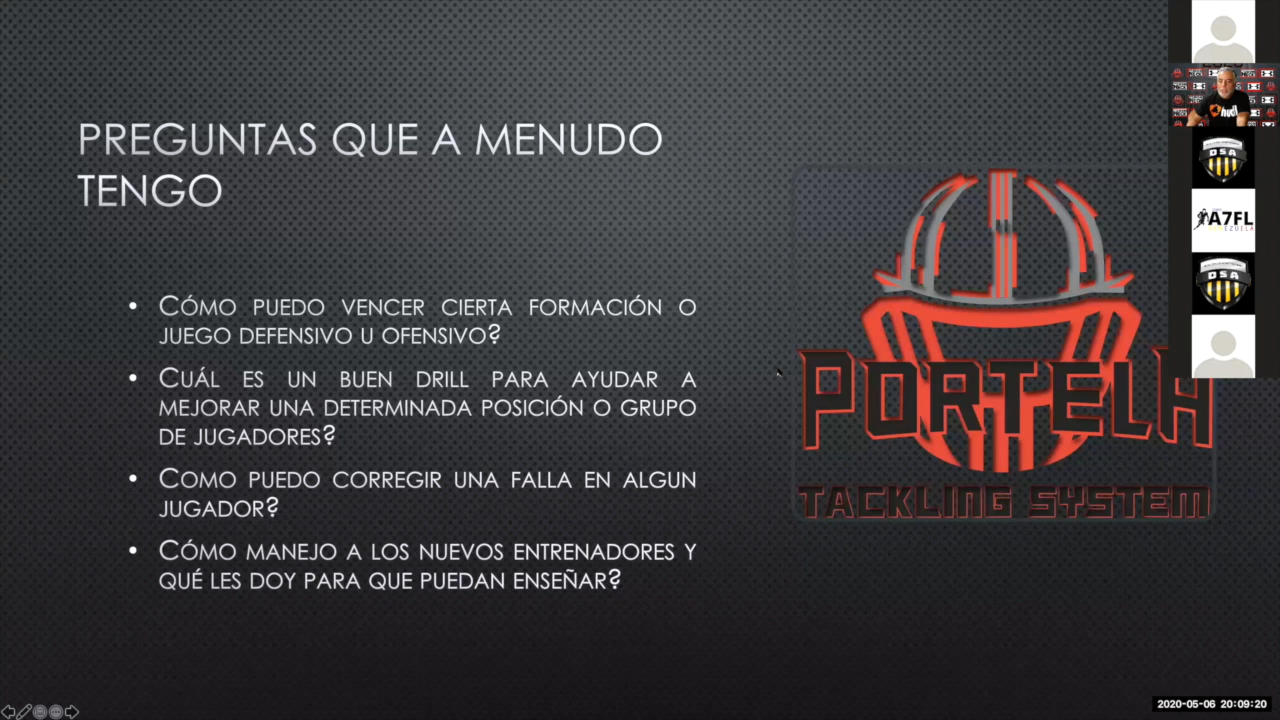 PREGUNTAS QUE A MENUDO
TENGO
• CÓMO PUEDO VENCER CIERTA FORMACIÓN O
JUEGO DEFENSIVO U OFENSIVO?
• CUÁL ES UN BUEN DRILL PARA AYUDAR A
MEJORAR UNA DETERMINADA POSICIÓN O GRUPO
DE JUGADORES?
• COMO PUEDO CORREGIR UNA FALLA EN ALGUN
JUGADOR?
• CÓMO MANEJO A LOS NUEVOS ENTRENADORES Y
QUÉ LES DOY PARA QUE PUEDAN ENSEÑAR?
PORTELA
TACKLING SYSTEM
hudl
DSA
A7FL
DSA
2020-05-06 20:09:20